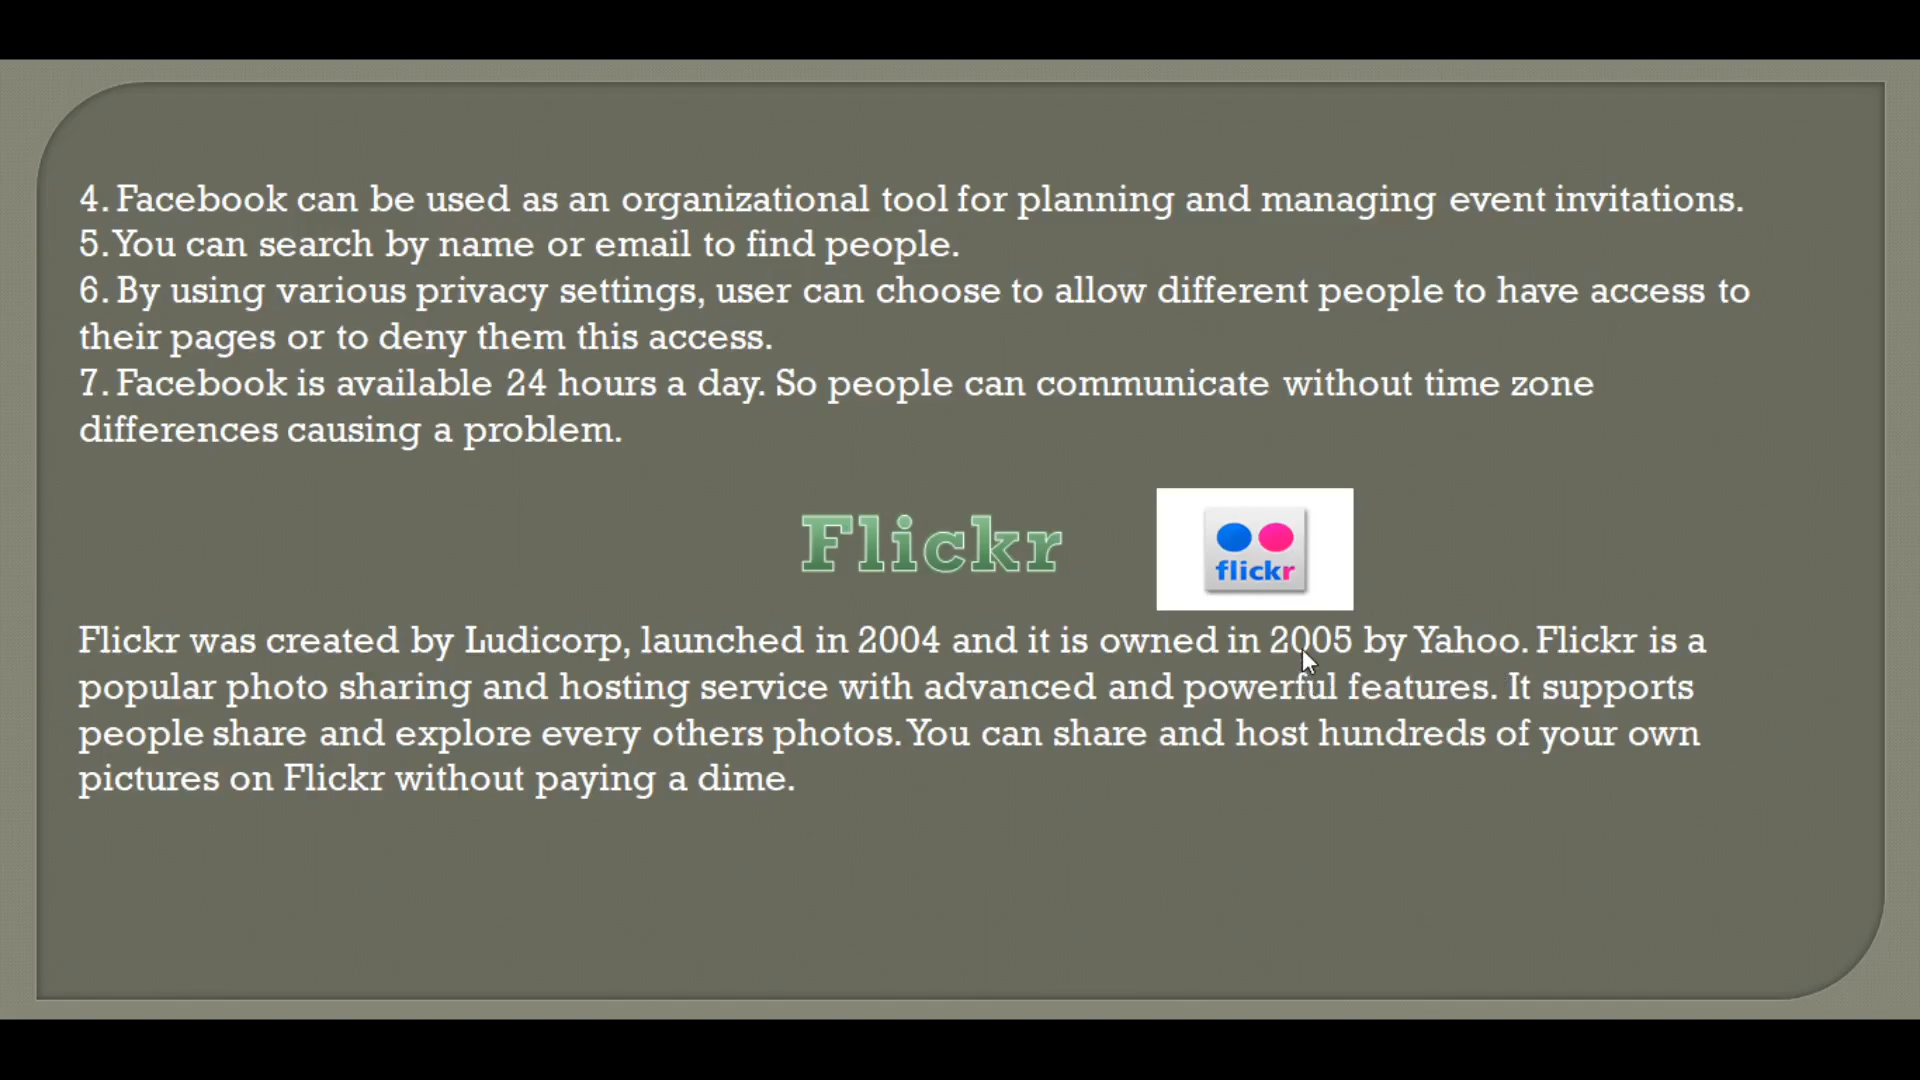 4. Facebook can be used as an organizational tool for planning and managing event invitations.
5. You can search by name or email to find people.
6. By using various privacy settings, user can choose to allow different people to have access to
their pages or to deny them this access.
7. Facebook is available 24 hours a day. So people can communicate without time zone
differences causing a problem.
Flickr
flickr
Flickr was created by Ludicorp, launched in 2004 and it is owned in 2005 by Yahoo. Flickr is a
popular photo sharing and hosting service with advanced and powerful features. It supports
people share and explore every others photos. You can share and host hundreds of your own
pictures on Flickr without paying a dime.